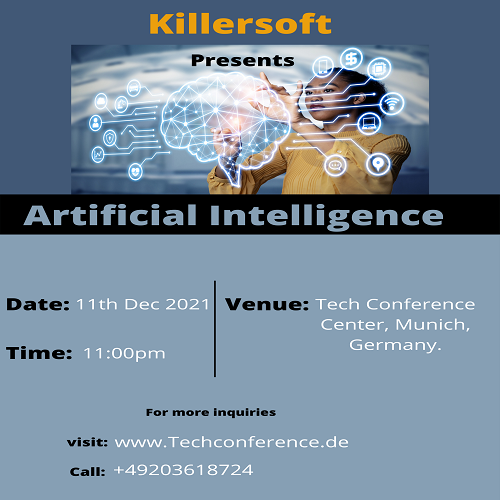 Killersoft
Presents
Artificial Intelligence
Date: 11th Dec 2021
Time: 11:00pm
Venue: Tech Conference
Center, Munich,
Germany.
For more inquiries
visit: www.Techconference.de
Call: +49203618724